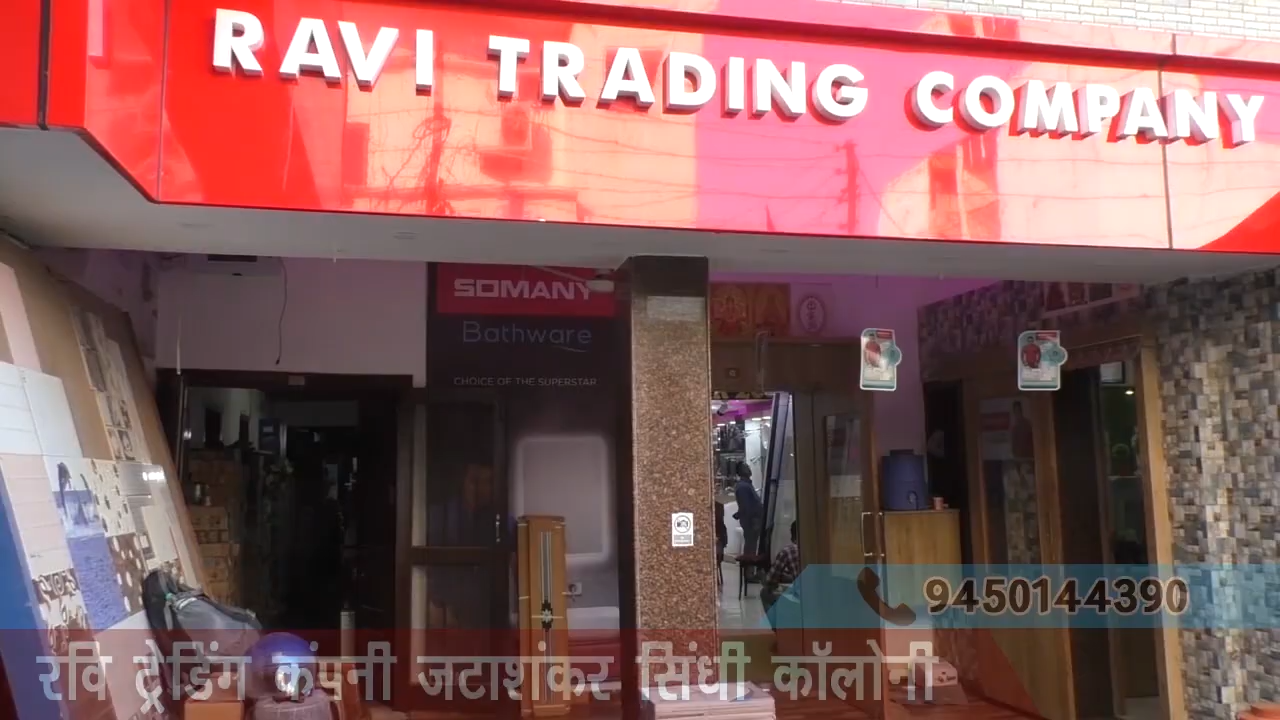 RAVI TRADING COMPANY
SOMANY
Bathware
CHOICE OF THE SUPERSTAR
9450144390
रवि ट्रेडिंग कंपनी जटाशंकर सिंधी कॉलोनी